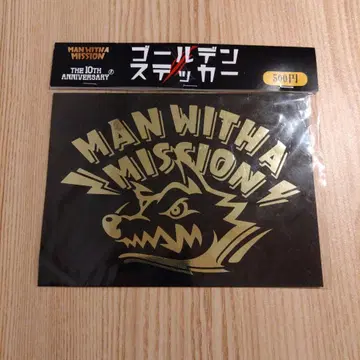 MAN WITH A
MISSION
THE 10TH
ANNIVERSARY
ゴールデン
ステッカー
500円
MAN WITH A
MISSION